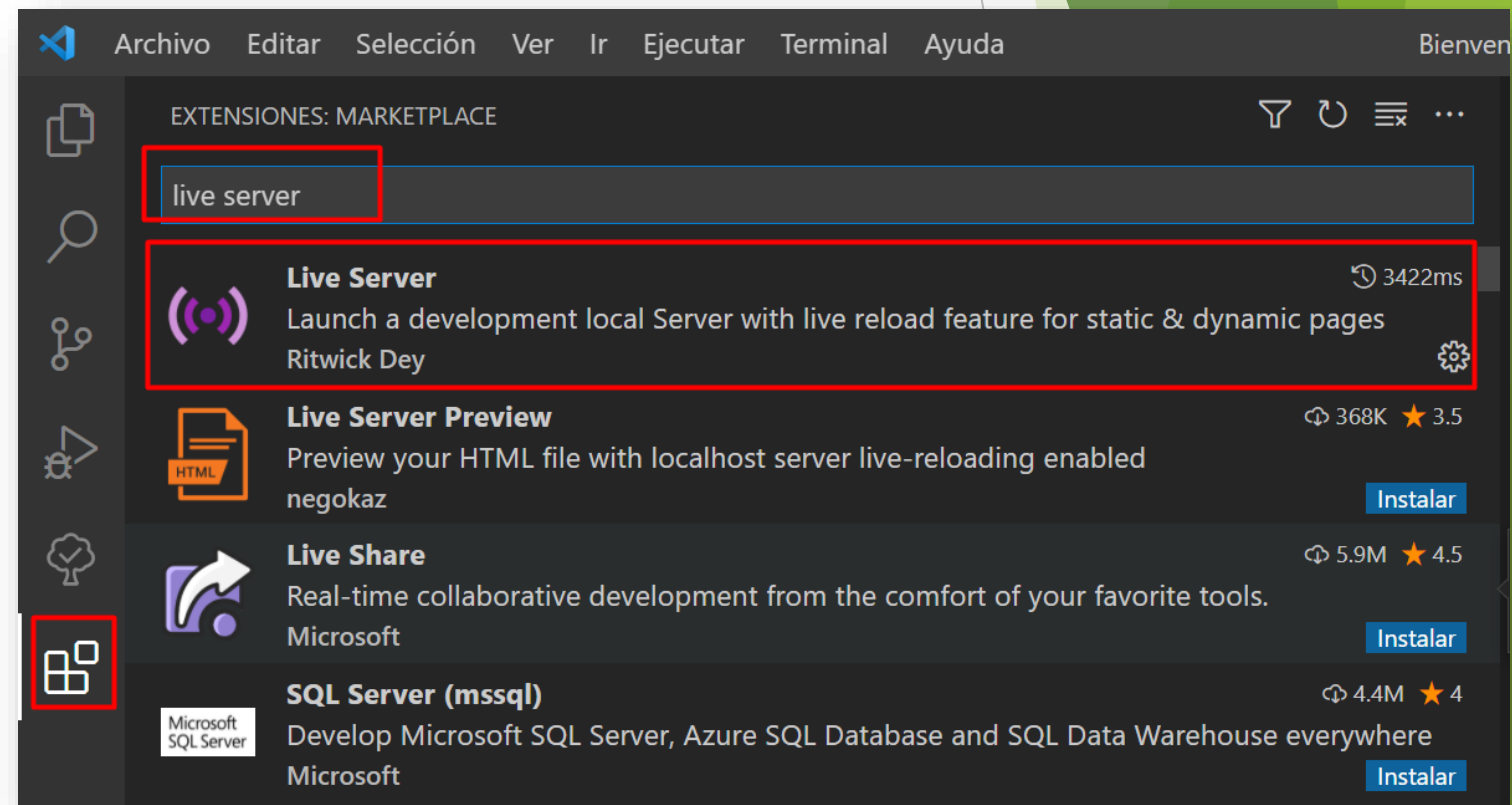 Archivo Editar Selección Ver Ir Ejecutar Terminal Ayuda Bienven
EXTENSIONES: MARKETPLACE
live server
Live Server 3422ms
Launch a development local Server with live reload feature for static & dynamic pages
Ritwick Dey
Live Server Preview 368K 3.5
Preview your HTML file with localhost server live-reloading enabled
HTML
negokaz Instalar
Live Share 5.9M 4.5
Real-time collaborative development from the comfort of your favorite tools.
Microsoft Instalar
SQL Server (mssql) 4.4M 4
Microsoft
SQL Server
Develop Microsoft SQL Server, Azure SQL Database and SQL Data Warehouse everywhere
Microsoft Instalar